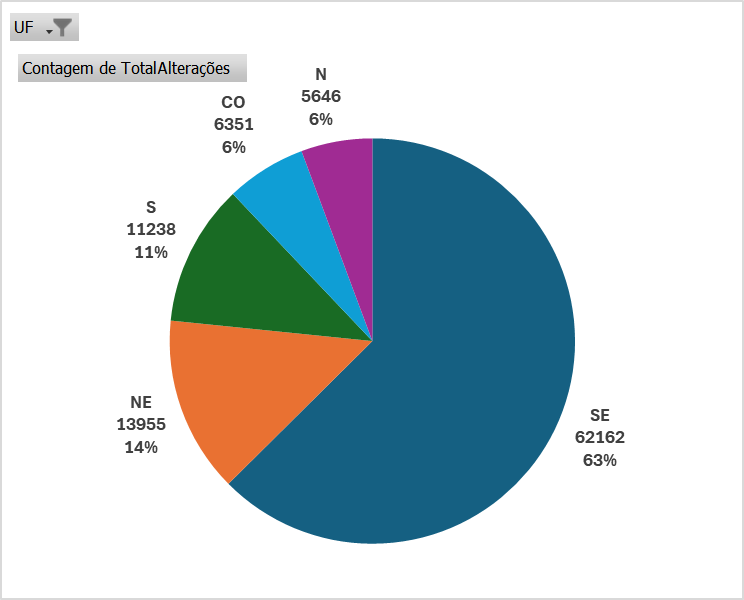 UF
Contagem de TotalAlterações
N
5646
6%
CO
6351
6%
S
11238
11%
NE
13955
14%
SE
62162
63%